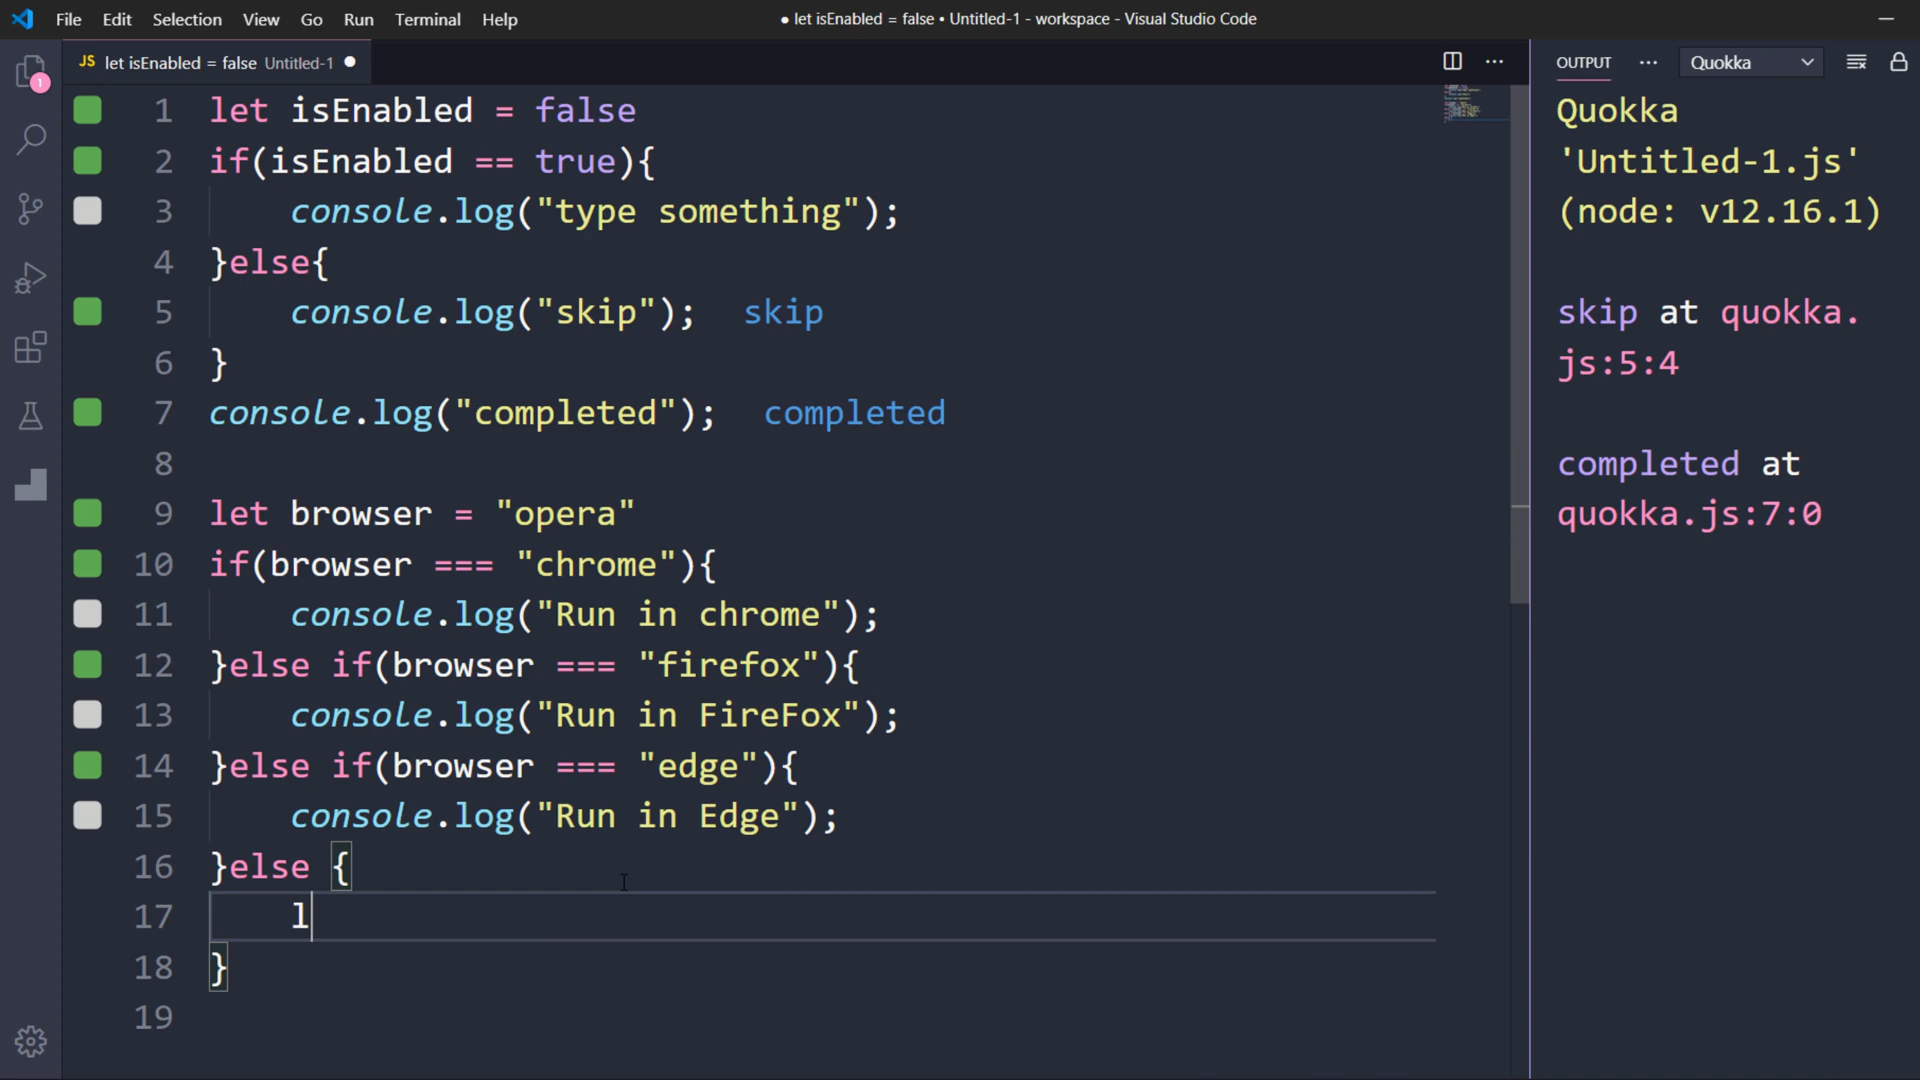 File Edit Selection View Go Run Terminal Help
● let isEnabled = false • Untitled-1 - workspace - Visual Studio Code
JS let isEnabled = false Untitled-1 ●
1
1 let isEnabled = false
2 if(isEnabled == true){
3 console.log("type something");
4 }else{
5 console.log("skip"); skip
6 }
7 console.log("completed"); completed
8
9 let browser = "opera"
10 if(browser === "chrome"){
11 console.log("Run in chrome");
12 }else if(browser === "firefox"){
13 console.log("Run in FireFox");
14 }else if(browser === "edge"){
15 console.log("Run in Edge");
16 }else {
17 l
18 }
19
OUTPUT ··· Quokka
Quokka
'Untitled-1.js'
(node: v12.16.1)
skip at quokka.
js:5:4
completed at
quokka.js:7:0